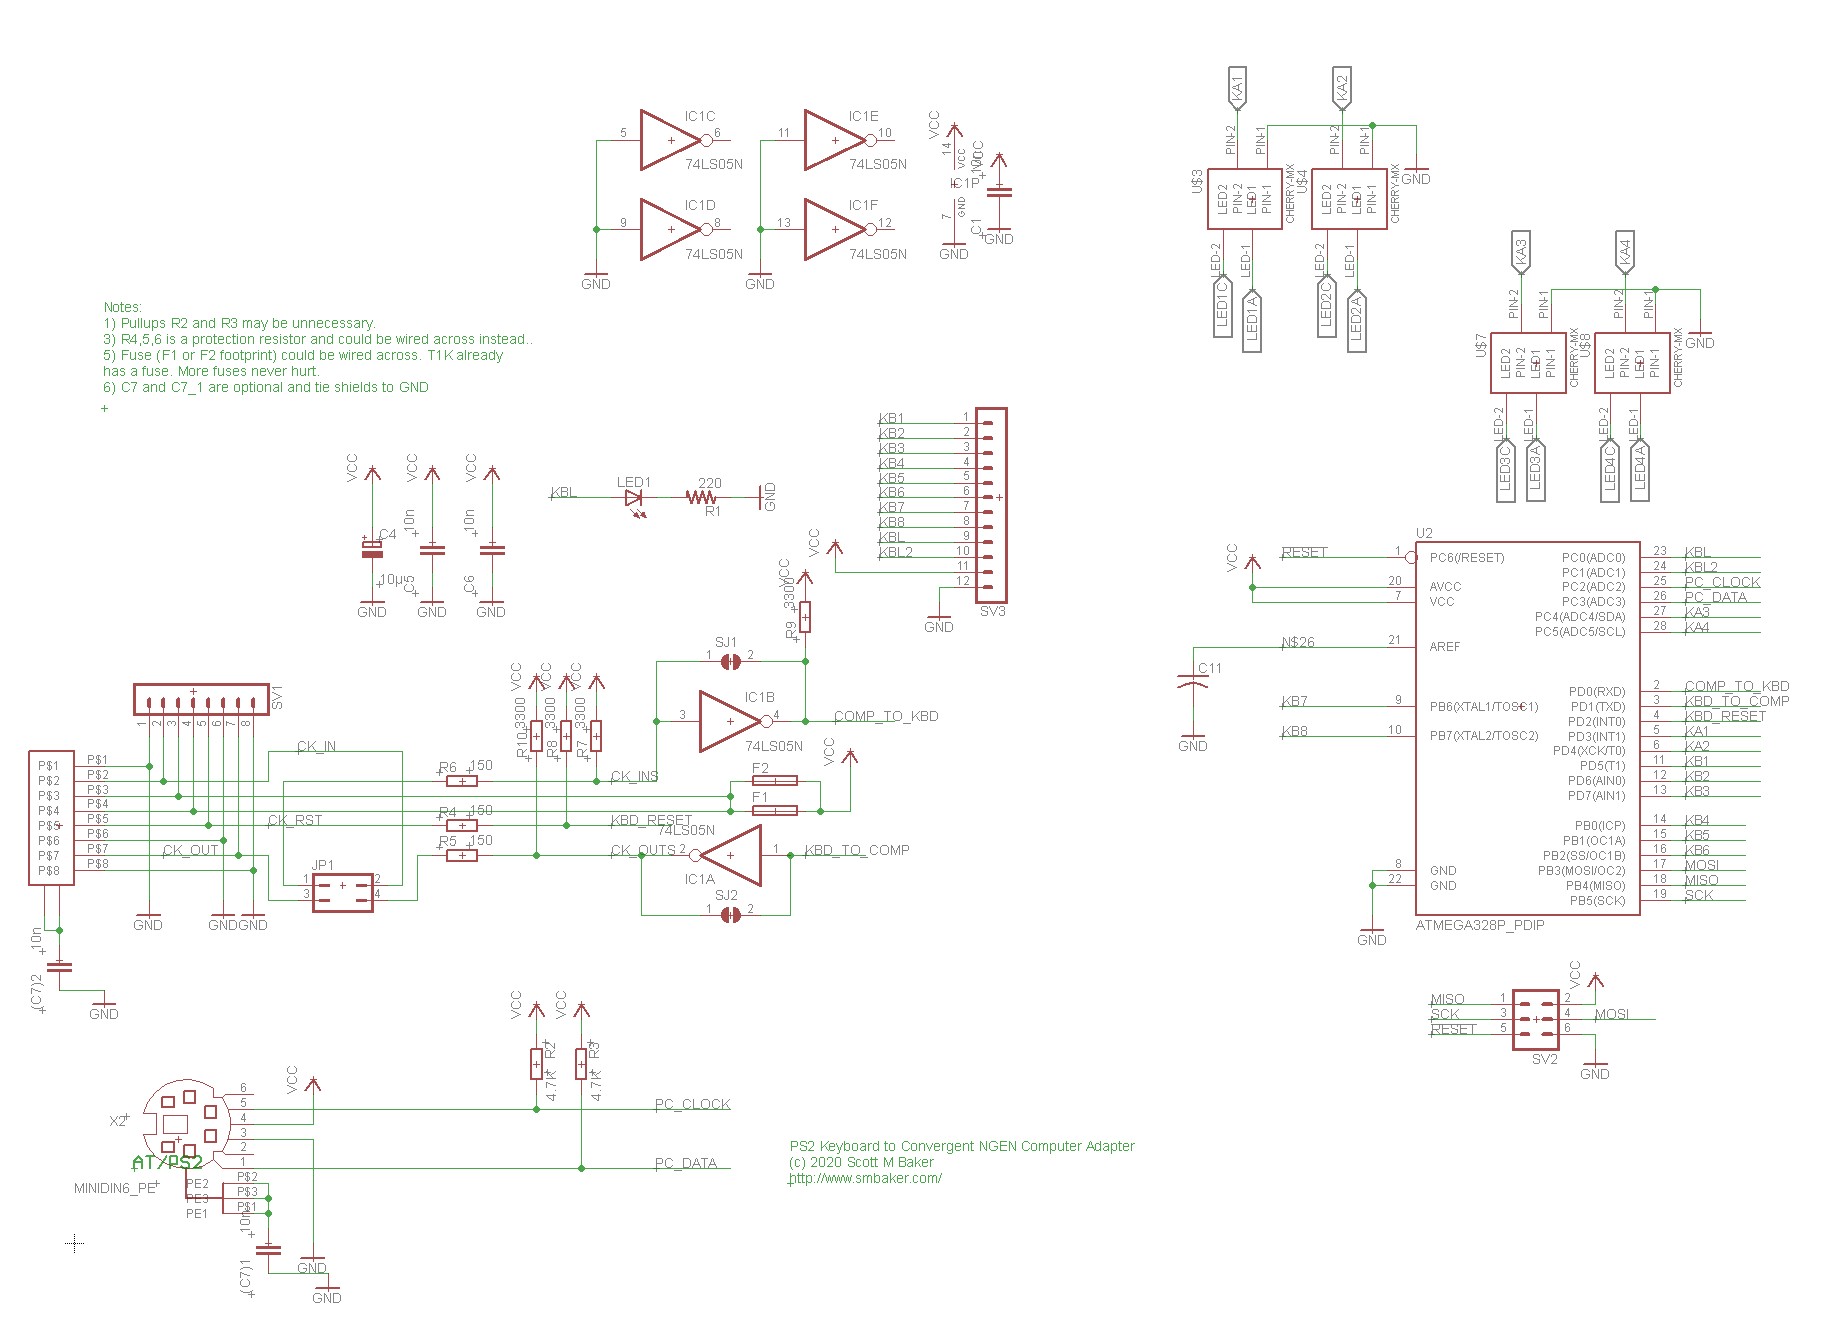 IC1C
5
6
74LS05N
IC1E
11
10
74LS05N
IC1D
9
8
74LS05N
IC1F
13
12
74LS05N
GND
GND
VCC
14
VCC
IC1P
7
GND
GND
C1
GND
KA1
KA2
PIN-2
PIN-1
PIN-2
PIN-1
GND
U$3
LED2
PIN-2
LED1
PIN-1
CHERRY-MX
U$4
LED2
PIN-2
LED1
PIN-1
CHERRY-MX
LED-2
LED-1
LED-2
LED-1
LED1C
LED1A
LED2C
LED2A
KA3
KA4
PIN-2
PIN-1
PIN-2
PIN-1
GND
U$7
LED2
PIN-2
LED1
PIN-1
CHERRY-MX
U$8
LED2
PIN-2
LED1
PIN-1
CHERRY-MX
LED-2
LED-1
LED-2
LED-1
LED3C
LED3A
LED4C
LED4A
Notes:
1) Pullups R2 and R3 may be unnecessary.
3) R4,5,6 is a protection resistor and could be wired across instead..
5) Fuse (F1 or F2 footprint) could be wired across. T1K already
has a fuse. More fuses never hurt.
6) C7 and C7_1 are optional and tie shields to GND
VCC
VCC
VCC
C4
10µ
10n
C5
10n
C6
GND
GND
GND
KBL
LED1
220
R1
GND
KB1 1
KB2 2
KB3 3
KB4 4
KB5 5
KB6 6
KB7 7
KB8 8
KBL 9
KBL2 10
11
12
VCC
GND
SV3
VCC
3300
R9
SJ1
1
2
IC1B
3
4
74LS05N
COMP_TO_KBD
VCC
VCC
R10
3300
R8
3300
R7
3300
SV1
1 2 3 4 5 6 7 8
P$1 P$1
P$2 P$2
P$3 P$3
P$4 P$4
P$5 P$5
P$6 P$6
P$7 P$7
P$8 P$8
CK_IN
CK_RST
CK_OUT
R6 150
R4 150
R5 150
CK_INS
KBD_RESET
CK_OUTS
F2
F1
VCC
74LS05N
2
1
IC1A
KBD_TO_COMP
SJ2
1
2
JP1
1
2
3
4
GND
GND
GND
10n
(C7)2
GND
U2
RESET 1 PC6(/RESET)
VCC
20 AVCC
7 VCC
N$26 21 AREF
C11
GND
KB7 9 PB6(XTAL1/TOSC1)
KB8 10 PB7(XTAL2/TOSC2)
8 GND
22 GND
GND
PC0(ADC0) 23 KBL
PC1(ADC1) 24 KBL2
PC2(ADC2) 25 PC_CLOCK
PC3(ADC3) 26 PC_DATA
PC4(ADC4/SDA) 27 KA3
PC5(ADC5/SCL) 28 KA4
PD0(RXD) 2 COMP_TO_KBD
PD1(TXD) 3 KBD_TO_COMP
PD2(INT0) 4 KBD_RESET
PD3(INT1) 5 KA1
PD4(XCK/T0) 6 KA2
PD5(T1) 11 KB1
PD6(AIN0) 12 KB2
PD7(AIN1) 13 KB3
PB0(ICP) 14 KB4
PB1(OC1A) 15 KB5
PB2(SS/OC1B) 16 KB6
PB3(MOSI/OC2) 17 MOSI
PB4(MISO) 18 MISO
PB5(SCK) 19 SCK
ATMEGA328P_PDIP
VCC
MISO 1
2
SCK 3
4 MOSI
RESET 5
6
SV2
GND
VCC
VCC
R2
4.7K
R3
4.7K
PC_CLOCK
PC_DATA
VCC
X2
6
5
4
3
2
1
AT/PS2
MINIDIN6_PE
PE2 P$2
PE3 P$3
PE1 P$1
10n
(C7)1
GND
GND
PS2 Keyboard to Convergent NGEN Computer Adapter
(c) 2020 Scott M Baker
http://www.smbaker.com/